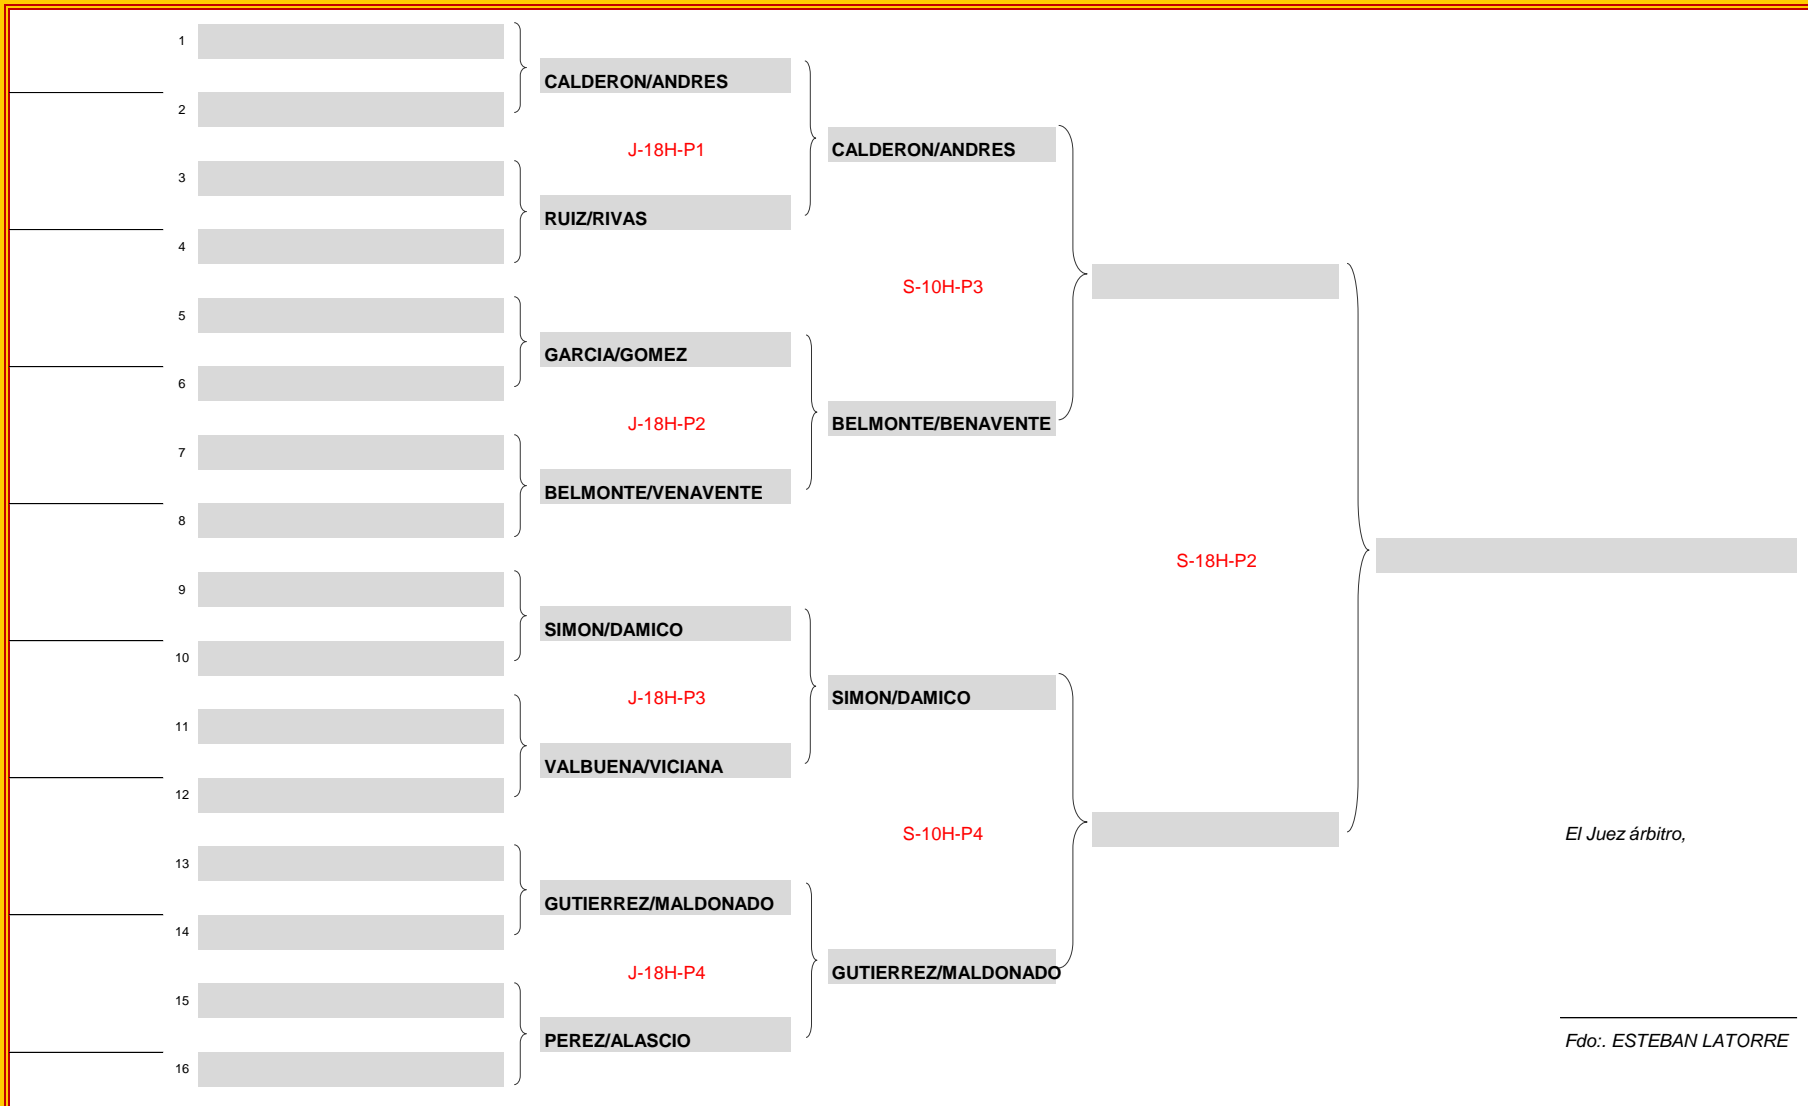 1
CALDERON/ANDRES
2
J-18H-P1
CALDERON/ANDRES
3
RUIZ/RIVAS
4
S-10H-P3
5
GARCIA/GOMEZ
6
J-18H-P2
BELMONTE/BENAVENTE
7
BELMONTE/VENAVENTE
8
S-18H-P2
9
SIMON/DAMICO
10
J-18H-P3
SIMON/DAMICO
11
VALBUENA/VICIANA
12
S-10H-P4
El Juez árbitro,
13
GUTIERREZ/MALDONADO
14
J-18H-P4
GUTIERREZ/MALDONADO
15
PEREZ/ALASCIO
Fdo:. ESTEBAN LATORRE
16